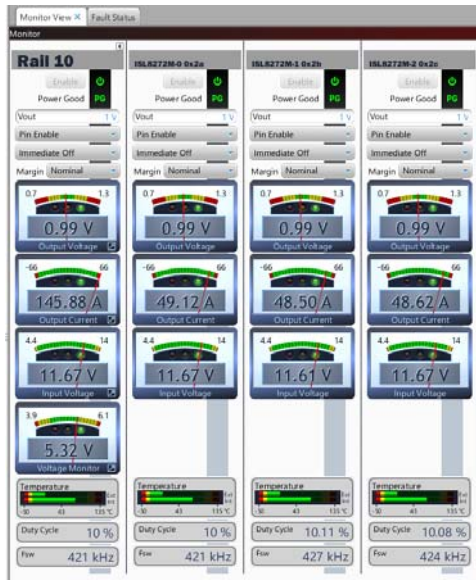 Monitor View × Fault Status
Monitor
Rail 10
Enable
Power Good PG
Vout 1 V
Pin Enable
Immediate Off
Margin Nominal
0.7 1.3
0.99 V
Output Voltage
-66 66
145.88 A
Output Current
4.4 14
11.67 V
Input Voltage
3.9 6.1
5.32 V
Voltage Monitor
Temperature
Ext
Int
-50 43 135 °C
Duty Cycle 10 %
Fsw 421 kHz
ISL8272M-0 0x2a
Enable
Power Good PG
Vout 1 V
Pin Enable
Immediate Off
Margin Nominal
0.7 1.3
0.99 V
Output Voltage
-66 66
49.12 A
Output Current
4.4 14
11.67 V
Input Voltage
Temperature
Ext
Int
-50 43 135 °C
Duty Cycle 10 %
Fsw 421 kHz
ISL8272M-1 0x2b
Enable
Power Good PG
Vout 1 V
Pin Enable
Immediate Off
Margin Nominal
0.7 1.3
0.99 V
Output Voltage
-66 66
48.50 A
Output Current
4.4 14
11.61 V
Input Voltage
Temperature
Ext
Int
-50 43 135 °C
Duty Cycle 10.11 %
Fsw 427 kHz
ISL8272M-2 0x2c
Enable
Power Good PG
Vout 1 V
Pin Enable
Immediate Off
Margin Nominal
0.7 1.3
0.99 V
Output Voltage
-66 66
48.62 A
Output Current
4.4 14
11.67 V
Input Voltage
Temperature
Ext
Int
-50 43 135 °C
Duty Cycle 10.08 %
Fsw 424 kHz